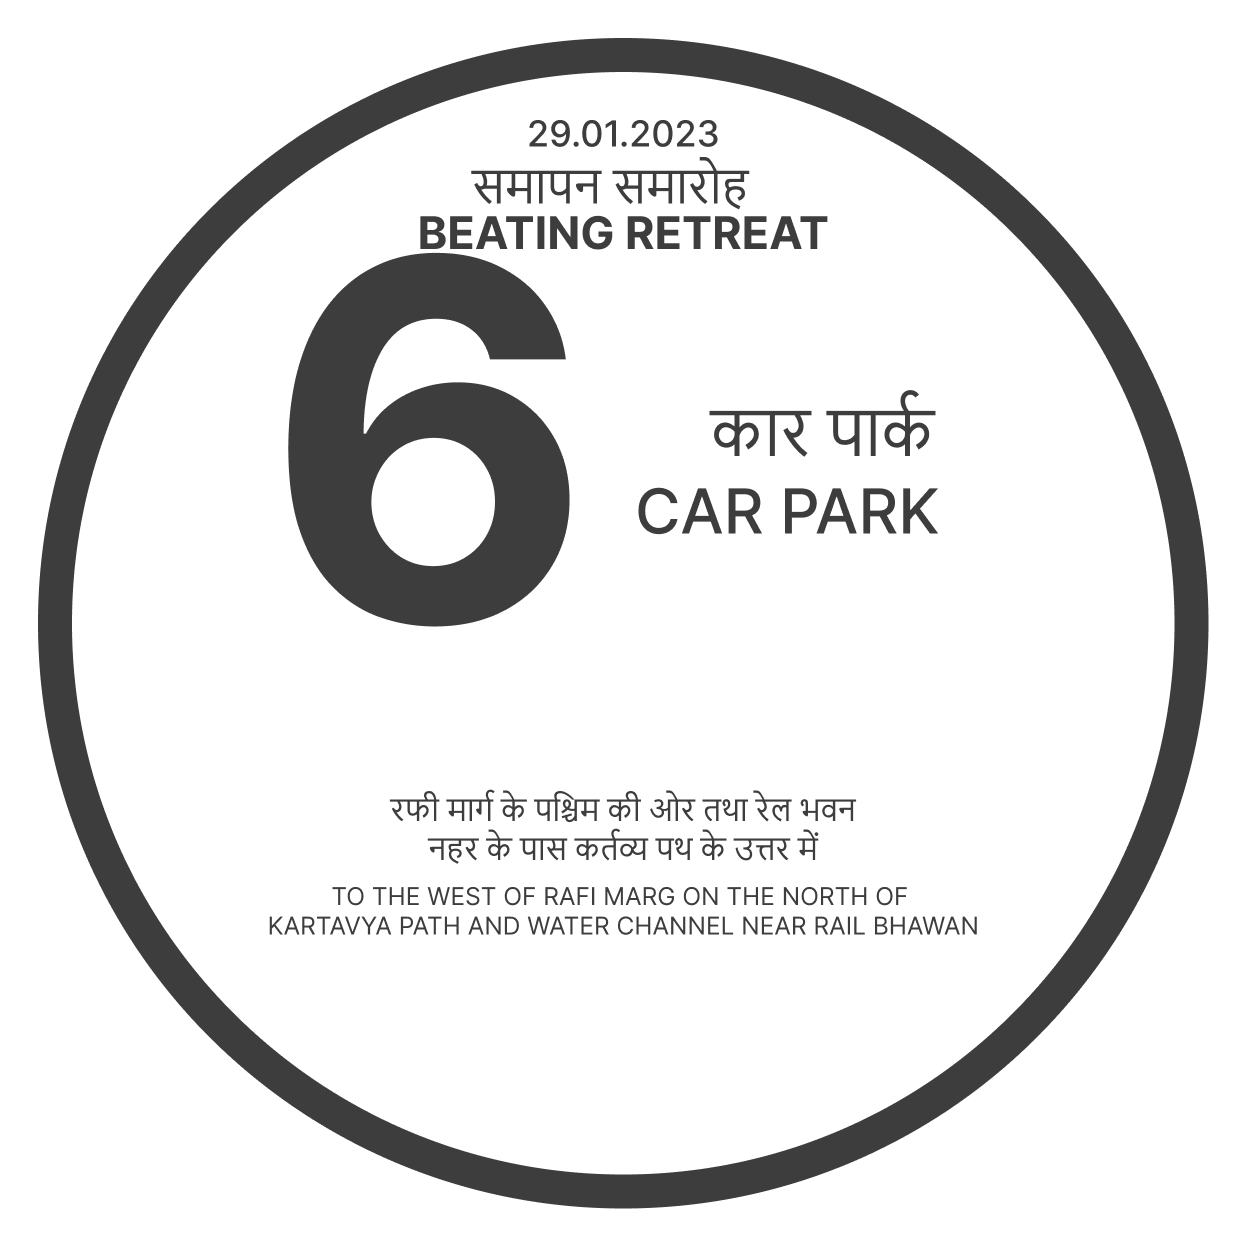 29.01.2023
समापन समारोह
BEATING RETREAT
6
कार पार्क
CAR PARK
रफी मार्ग के पश्चिम की ओर तथा रेल भवन
नहर के पास कर्तव्य पथ के उत्तर में
TO THE WEST OF RAFI MARG ON THE NORTH OF
KARTAVYA PATH AND WATER CHANNEL NEAR RAIL BHAWAN